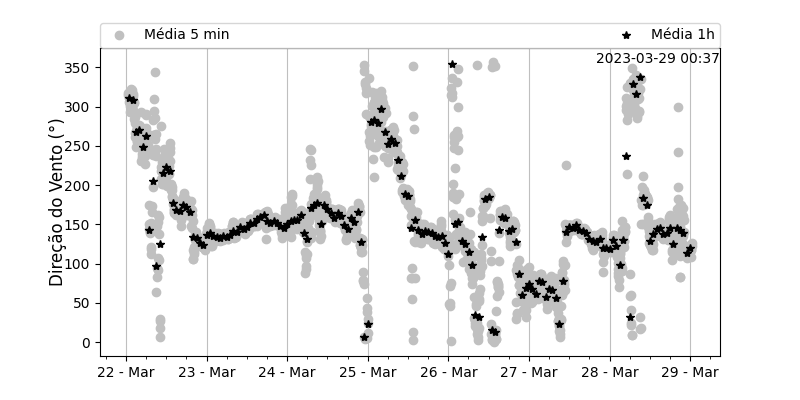 Média 5 min
Média 1h
2023-03-29 00:37
Direção do Vento (°)
350
300
250
200
150
100
50
0
22 - Mar
23 - Mar
24 - Mar
25 - Mar
26 - Mar
27 - Mar
28 - Mar
29 - Mar